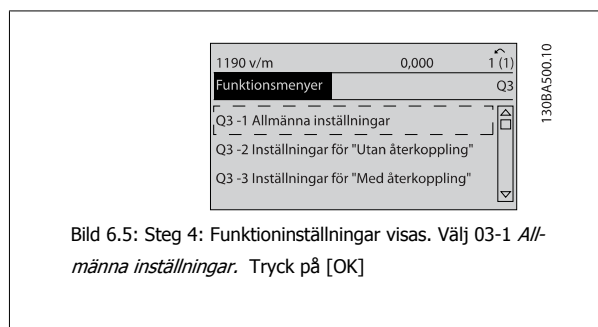 1190 v/m 0,000 1 (1)
Funktionsmenyer Q3
Q3 -1 Allmänna inställningar
Q3 -2 Inställningar för "Utan återkoppling"
Q3 -3 Inställningar för "Med återkoppling"
130BA500.10
Bild 6.5: Steg 4: Funktioninställningar visas. Välj 03-1 All-
männa inställningar. Tryck på [OK]